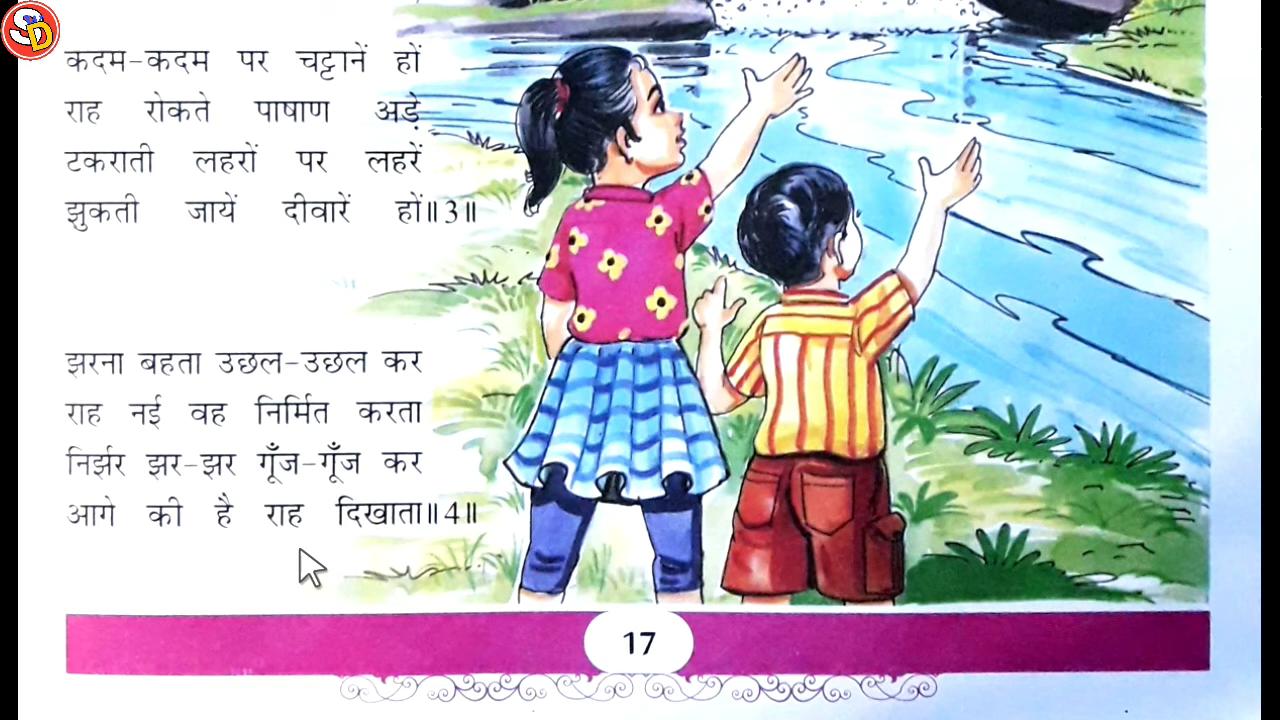 SD
कदम-कदम पर चट्टानें हों
राह रोकते पाषाण अड़े
टकराती लहरों पर लहरें
झुकती जायें दीवारें हों॥3॥
झरना बहता उछल-उछल कर
राह नई वह निर्मित करता
निर्झर झर-झर गूँज-गूँज कर
आगे की है राह दिखाता॥4॥
17